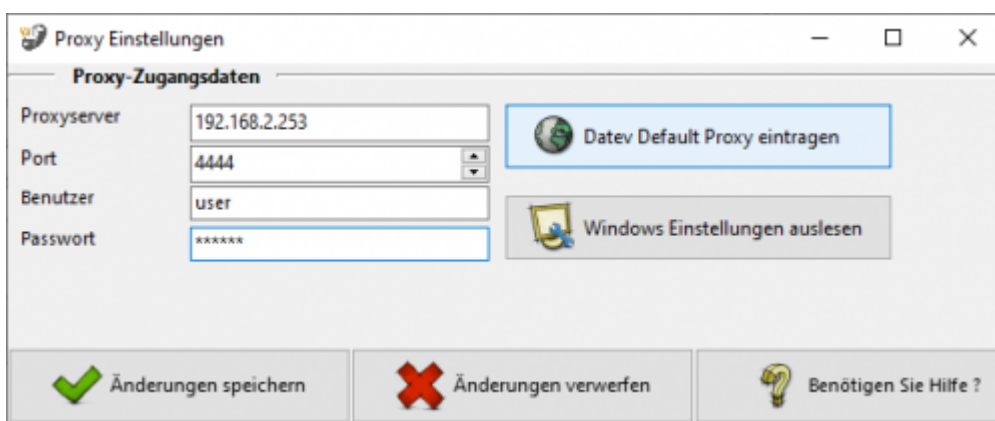 Proxy Einstellungen
Proxy-Zugangsdaten
Proxyserver 192.168.2.253 Datev Default Proxy eintragen
Port 4444
Benutzer user Windows Einstellungen auslesen
Passwort ******
Änderungen speichern Änderungen verwerfen Benötigen Sie Hilfe ?